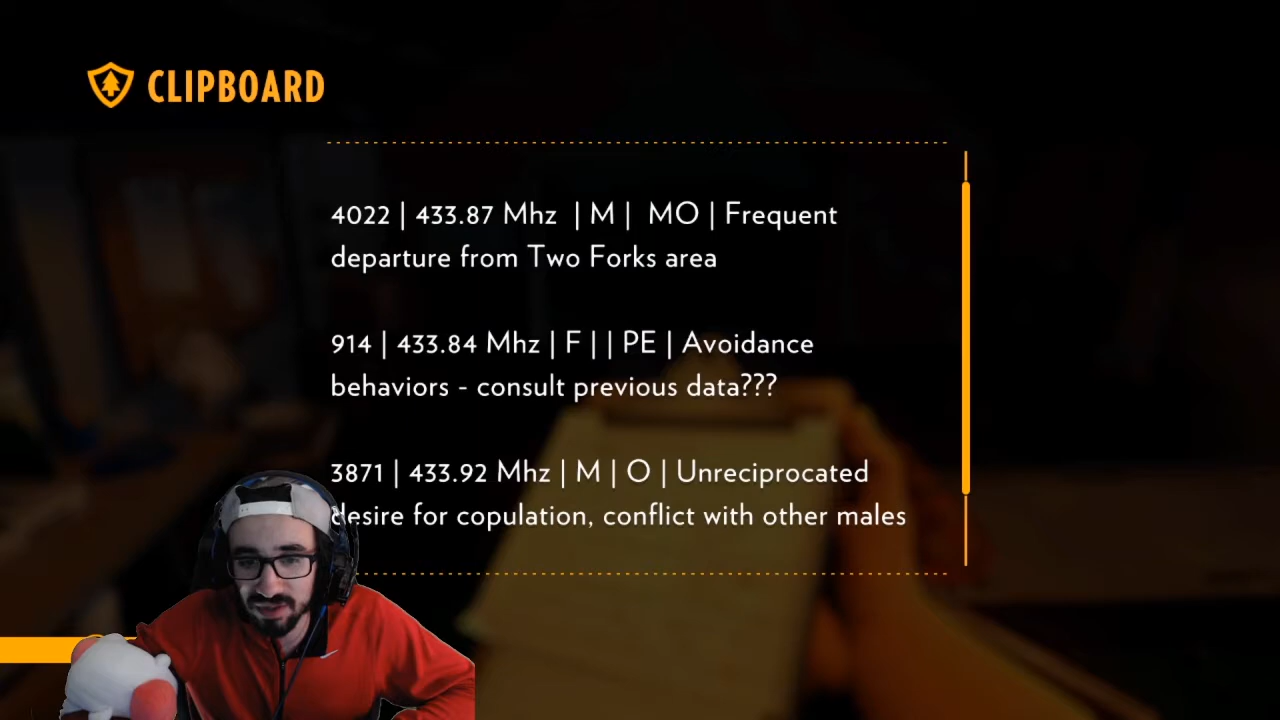 CLIPBOARD
4022 | 433.87 Mhz | M | MO | Frequent
departure from Two Forks area
914 | 433.84 Mhz | F | | PE | Avoidance
behaviors - consult previous data???
3871 | 433.92 Mhz | M | O | Unreciprocated
desire for copulation, conflict with other males